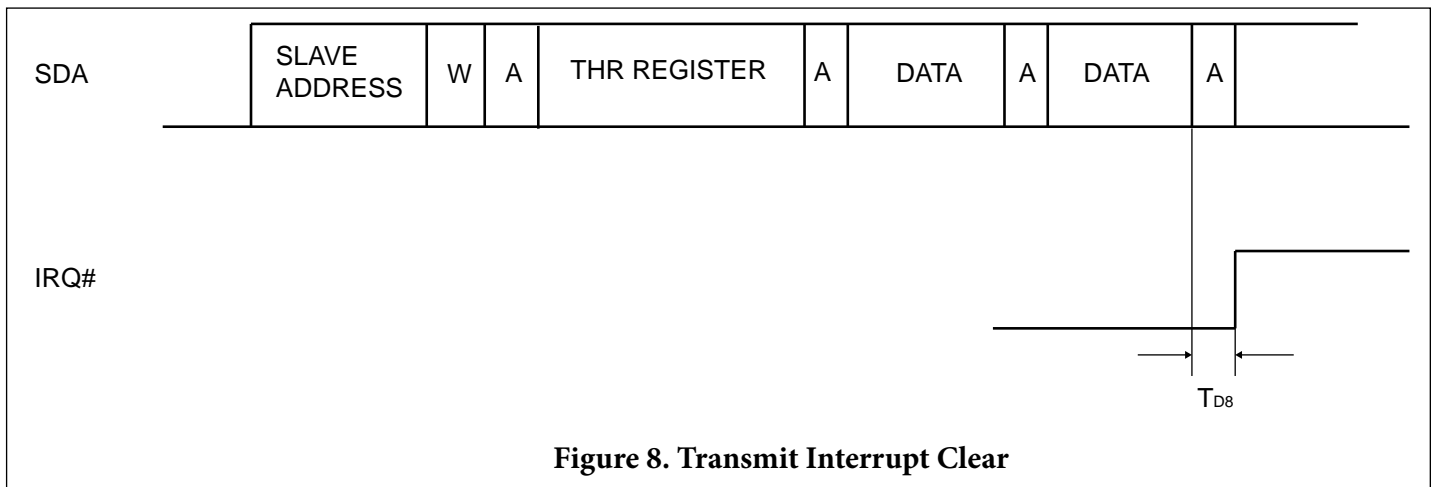 SDA
SLAVE
ADDRESS
W
A
THR REGISTER
A
DATA
A
DATA
A
IRQ#
TD8
Figure 8. Transmit Interrupt Clear